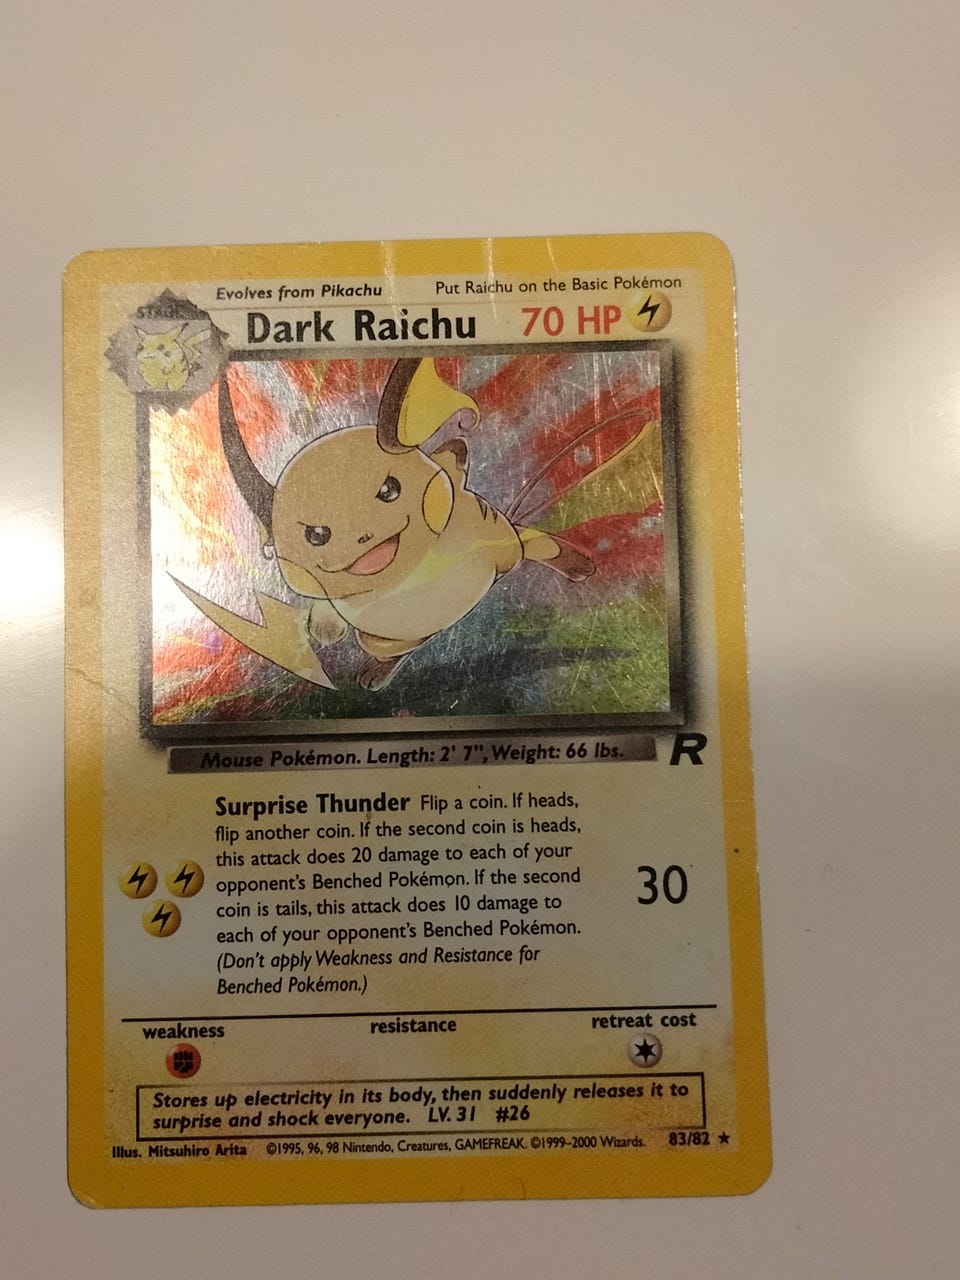 Evolves from Pikachu Put Raichu on the Basic Pokémon
STAGE
Dark Raichu 70 HP
Mouse Pokémon. Length: 2' 7", Weight: 66 lbs.
R
Surprise Thunder Flip a coin. If heads,
flip another coin. If the second coin is heads,
this attack does 20 damage to each of your
opponent's Benched Pokémon. If the second
coin is tails, this attack does 10 damage to
each of your opponent's Benched Pokémon.
(Don't apply Weakness and Resistance for
Benched Pokémon.)
30
weakness resistance retreat cost
Stores up electricity in its body, then suddenly releases it to
surprise and shock everyone. LV. 31 #26
Illus. Mitsuhiro Arita ©1995, 96, 98 Nintendo, Creatures, GAMEFREAK. ©1999–2000 Wizards. 83/82 ★